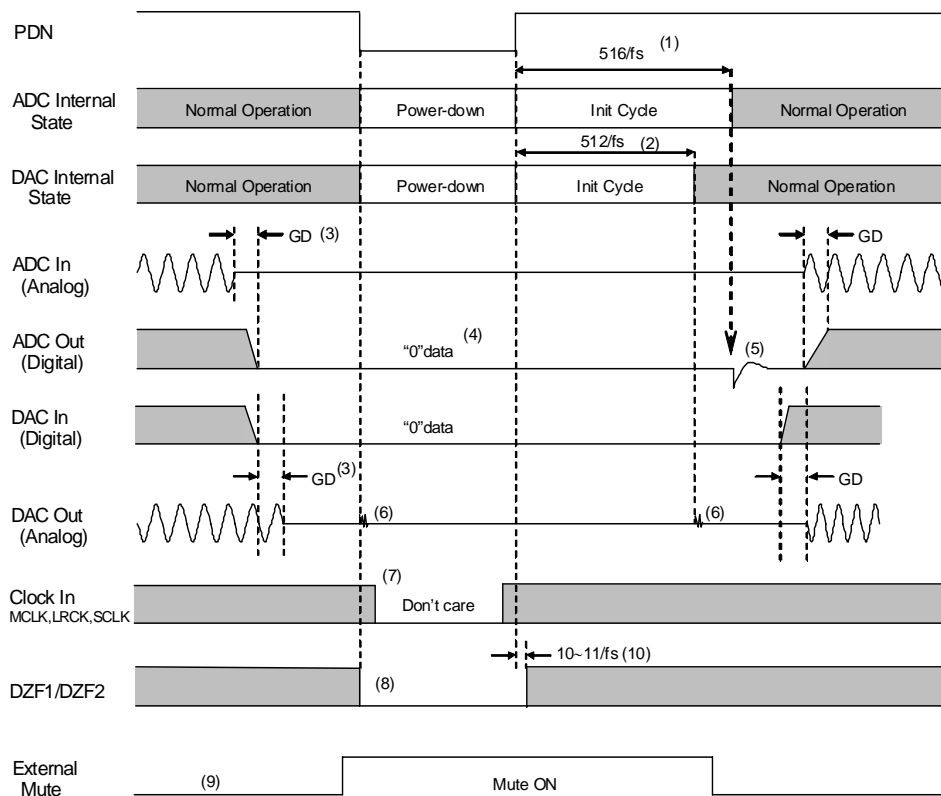 PDN
516/fs (1)
ADC Internal
State
Normal Operation
Power-down
Init Cycle
Normal Operation
512/fs (2)
DAC Internal
State
Normal Operation
Power-down
Init Cycle
Normal Operation
GD (3)
GD
ADC In
(Analog)
ADC Out
(Digital)
“0”data
(4)
(5)
DAC In
(Digital)
“0”data
GD (3)
GD
DAC Out
(Analog)
(6)
(6)
Clock In
MCLK,LRCK,SCLK
(7)
Don't care
10~11/fs (10)
DZF1/DZF2
(8)
External
Mute
(9)
Mute ON